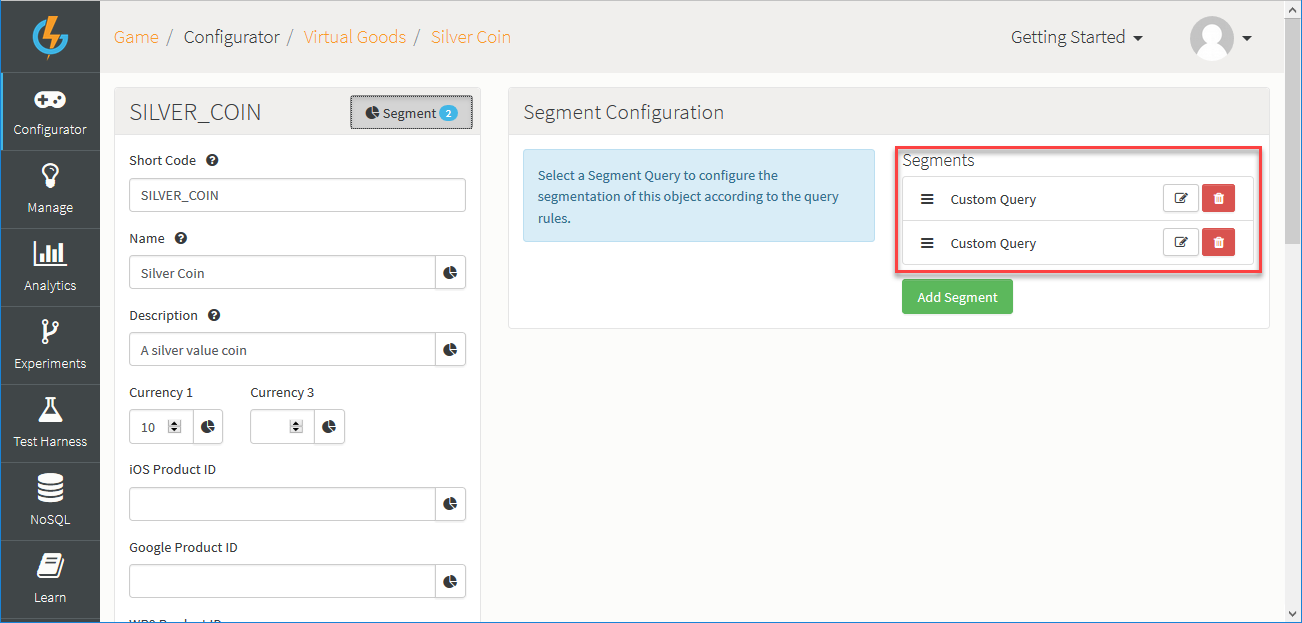 Game / Configurator / Virtual Goods / Silver Coin
Getting Started
Configurator
Manage
Analytics
Experiments
Test Harness
NoSQL
Learn
SILVER_COIN
Segment 2
Short Code
SILVER_COIN
Name
Silver Coin
Description
A silver value coin
Currency 1
Currency 3
10
iOS Product ID
Google Product ID
Segment Configuration
Select a Segment Query to configure the
segmentation of this object according to the query
rules.
Segments
Custom Query
Custom Query
Add Segment